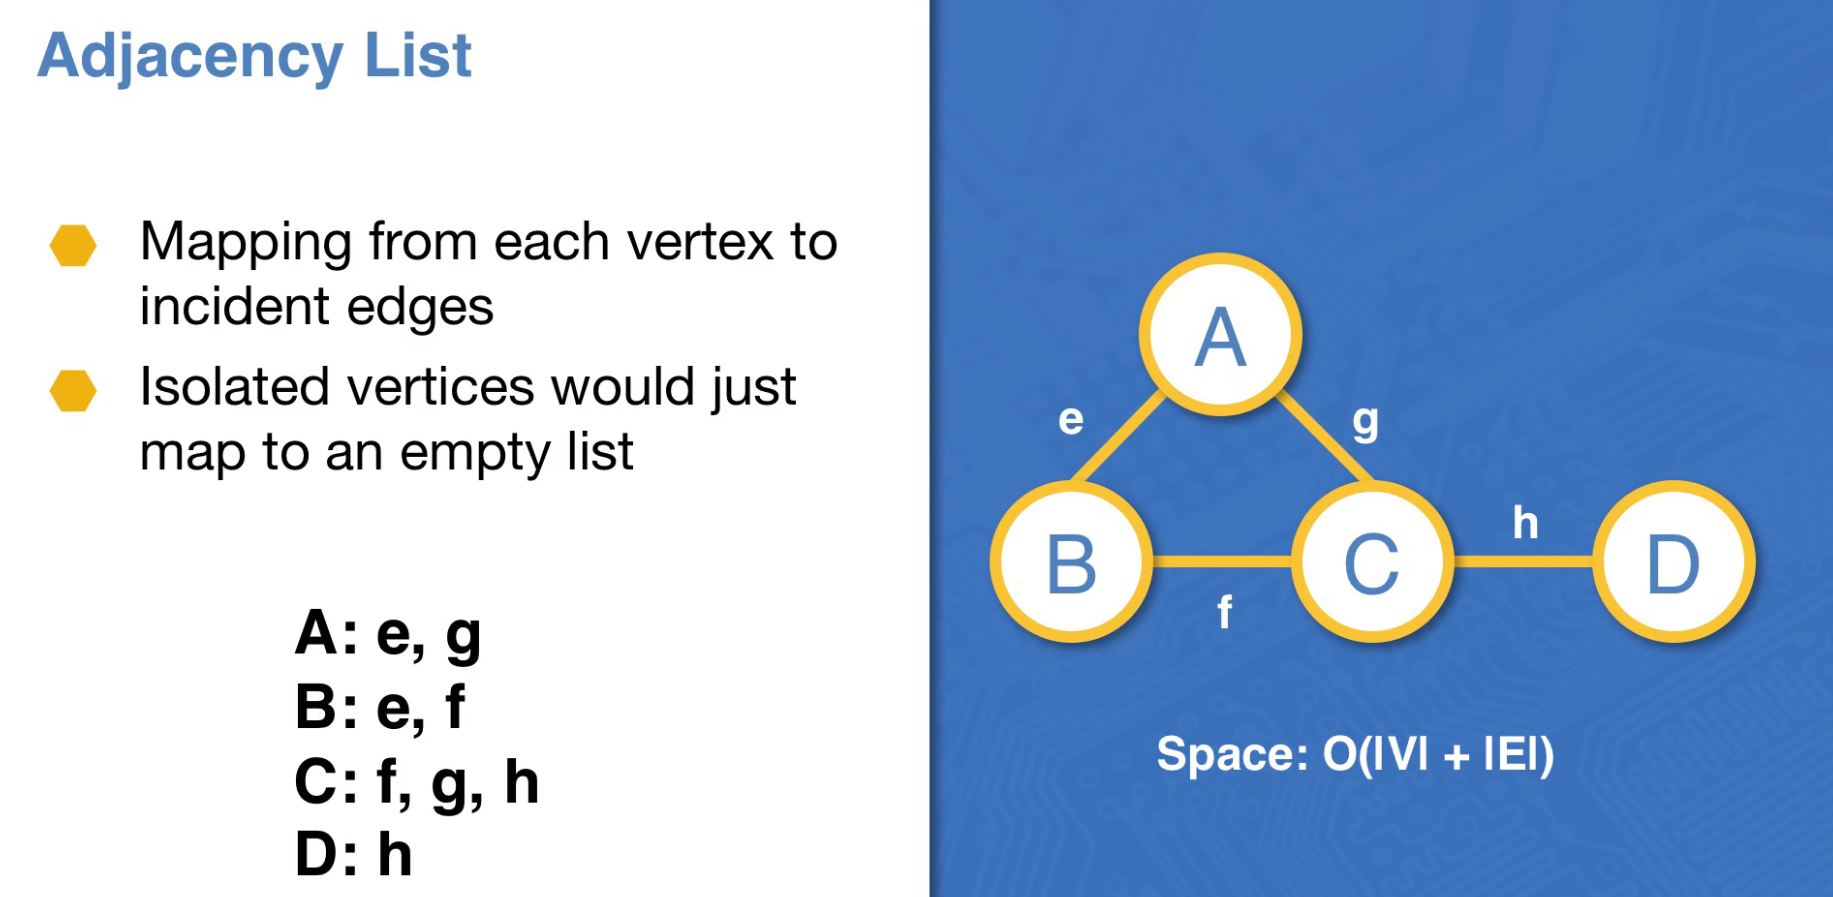 Adjacency List
Mapping from each vertex to
incident edges
Isolated vertices would just
map to an empty list
A: e, g
B: e, f
C: f, g, h
D: h
A
e
g
B
C
h
D
f
Space: O(|V| + |E|)